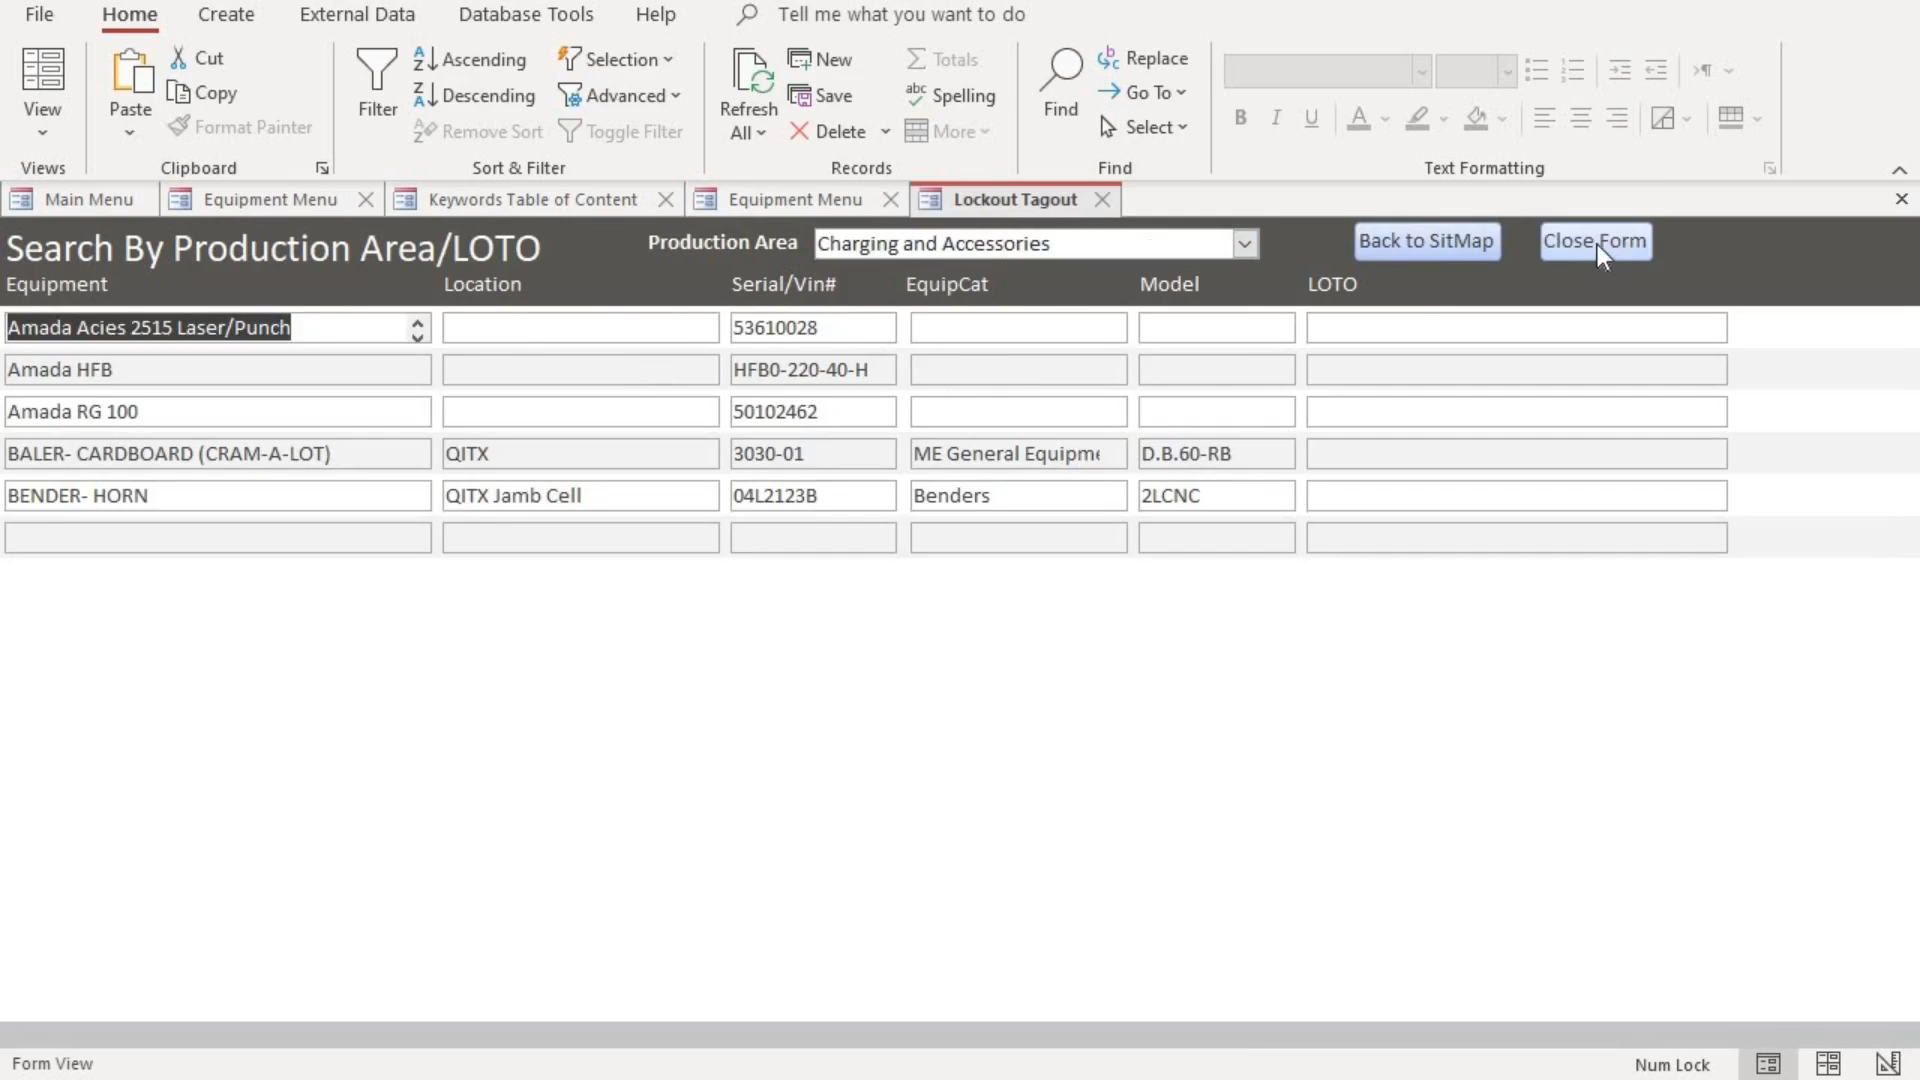 File Home Create External Data Database Tools Help Tell me what you want to do
View
Views
Paste
Cut
Copy
Format Painter
Clipboard
Filter
Ascending
Descending
Remove Sort
Selection
Advanced
Toggle Filter
Sort & Filter
Refresh
All
New
Save
Delete
Totals
Spelling
More
Records
Find
Replace
Go To
Select
Find
B I U
Text Formatting
Main Menu Equipment Menu Keywords Table of Content Equipment Menu Lockout Tagout
Search By Production Area/LOTO Production Area Charging and Accessories Back to SitMap Close Form
Equipment Location Serial/Vin# EquipCat Model LOTO
Amada Acies 2515 Laser/Punch 53610028
Amada HFB HFB0-220-40-H
Amada RG 100 50102462
BALER- CARDBOARD (CRAM-A-LOT) QITX 3030-01 ME General Equipme D.B.60-RB
BENDER- HORN QITX Jamb Cell 04L2123B Benders 2LCNC
Form View Num Lock